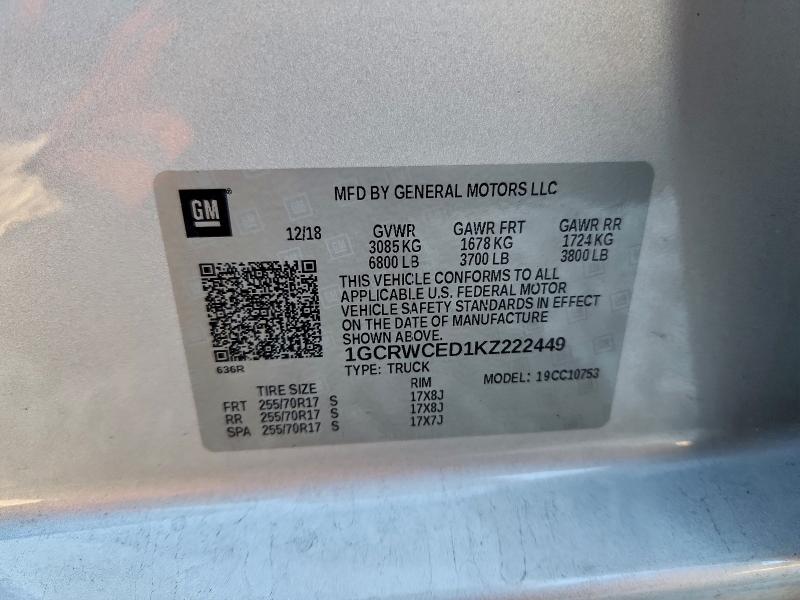 GM
MFD BY GENERAL MOTORS LLC
12/18 GVWR GAWR FRT GAWR RR
3085 KG 1678 KG 1724 KG
6800 LB 3700 LB 3800 LB
THIS VEHICLE CONFORMS TO ALL
APPLICABLE U.S. FEDERAL MOTOR
VEHICLE SAFETY STANDARDS IN EFFECT
ON THE DATE OF MANUFACTURE
SHOWN ABOVE.
636R
1GCRWCED1KZ222449
TYPE: TRUCK MODEL: 19CC10753
TIRE SIZE RIM
FRT 255/70R17 S 17X8J
RR 255/70R17 S 17X8J
SPA 255/70R17 S 17X7J